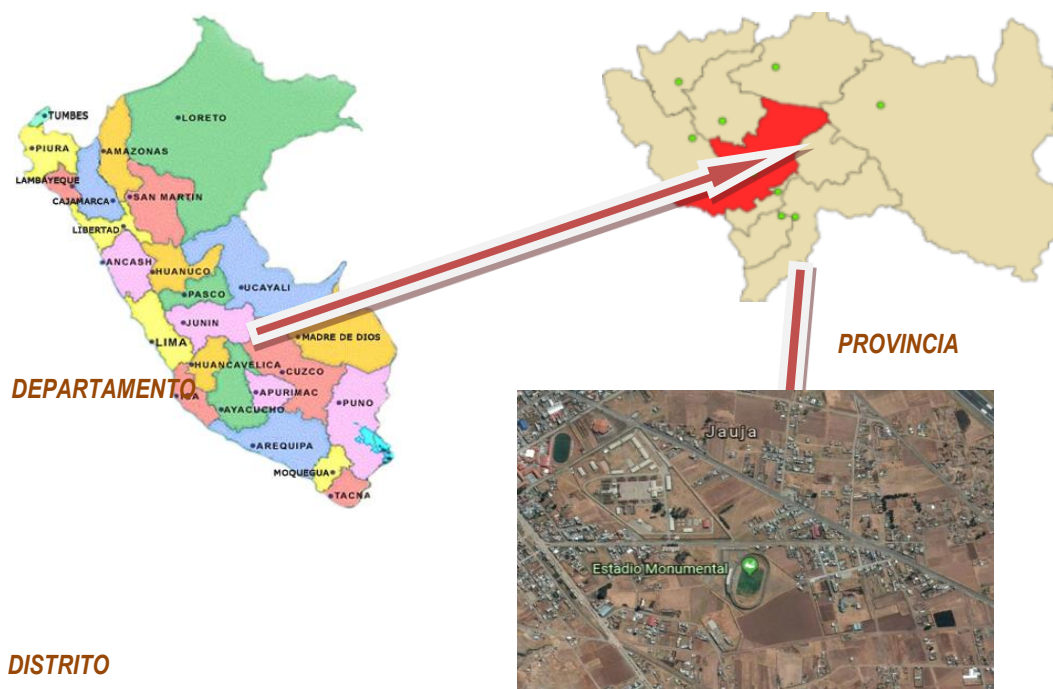 TUMBES
LORETO
PIURA
AMAZONAS
LAMBAYEQUE
CAJAMARCA
SAN MARTIN
LIBERTAD
ANCASH
HUANUCO
UCAYALI
PASCO
JUNIN
LIMA
MADRE DE DIOS
HUANCAVELICA
CUZCO
DEPARTAMENTO
APURIMAC
PUNO
AYACUCHO
AREQUIPA
MOQUEGUA
TACNA
PROVINCIA
Jauja
Estadio Monumental
DISTRITO